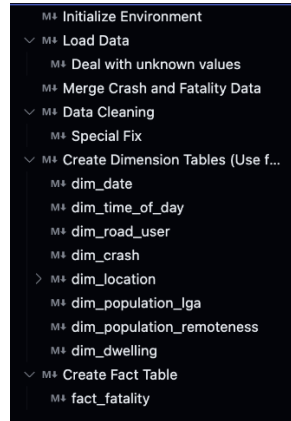 M↓ Initialize Environment
M↓ Load Data
M↓ Deal with unknown values
M↓ Merge Crash and Fatality Data
M↓ Data Cleaning
M↓ Special Fix
M↓ Create Dimension Tables (Use f...
M↓ dim_date
M↓ dim_time_of_day
M↓ dim_road_user
M↓ dim_crash
M↓ dim_location
M↓ dim_population_lga
M↓ dim_population_remoteness
M↓ dim_dwelling
M↓ Create Fact Table
M↓ fact_fatality